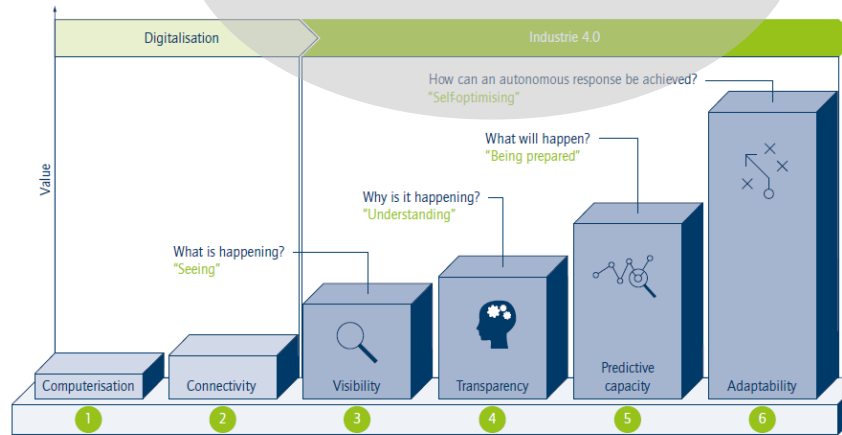 Digitalisation
Industrie 4.0
How can an autonomous response be achieved?
“Self-optimising”
What will happen?
“Being prepared”
Why is it happening?
“Understanding”
What is happening?
“Seeing”
Value
Computerisation
Connectivity
Visibility
Transparency
Predictive
capacity
Adaptability
1
2
3
4
5
6